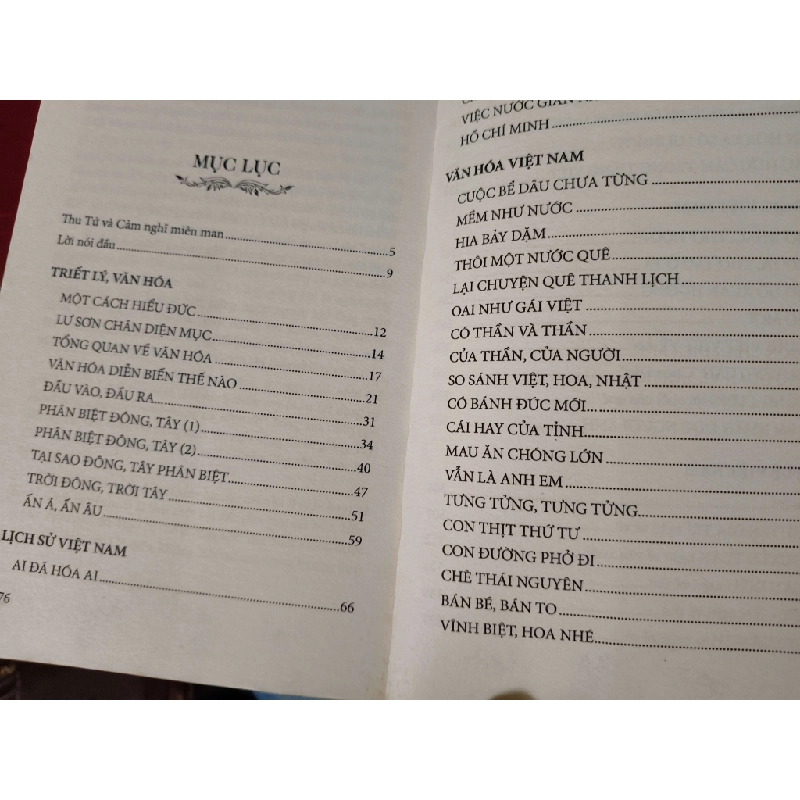 MỤC LỤC
Thu Tứ và Cảm nghĩ miên man 5
Lời nói đầu 9
TRIẾT LÝ, VĂN HÓA
MỘT CÁCH HIỂU ĐỨC 12
LƯ SƠN CHÂN DIỆN MỤC 14
TỔNG QUAN VỀ VĂN HÓA 17
VĂN HÓA DIỄN BIẾN THẾ NÀO 21
ĐẦU VÀO, ĐẦU RA 31
PHÂN BIỆT ĐÔNG, TÂY (1) 34
PHÂN BIỆT ĐÔNG, TÂY (2) 40
TẠI SAO ĐÔNG, TÂY PHÂN BIỆT 47
TRỜI ĐÔNG, TRỜI TÂY 51
ẤN Á, ẤN ÂU 59
LỊCH SỬ VIỆT NAM
AI ĐÃ HÓA AI 66
76
VIỆC NƯỚC GIAN
HỒ CHÍ MINH
VĂN HÓA VIỆT NAM
CUỘC BỂ DÂU CHƯA TỪNG
MỀM NHƯ NƯỚC
HIA BẢY DẶM
THÔI MỘT NƯỚC QUÊ
LẠI CHUYỆN QUÊ THANH LỊCH
OAI NHƯ GÁI VIỆT
CÓ THẦN VÀ THẦN
CỦA THẦN, CỦA NGƯỜI
SO SÁNH VIỆT, HOA, NHẬT
CÓ BÁNH ĐÚC MỚI
CÁI HAY CỦA TỊNH
MAU ĂN CHÓNG LỚN
VẪN LÀ ANH EM
TƯNG TỬNG, TƯNG TỬNG
CON THỊT THỨ TƯ
CON ĐƯỜNG PHỞ ĐI
CHÈ THÁI NGUYÊN
BÁN BÉ, BÁN TO
VĨNH BIỆT, HOA NHÉ